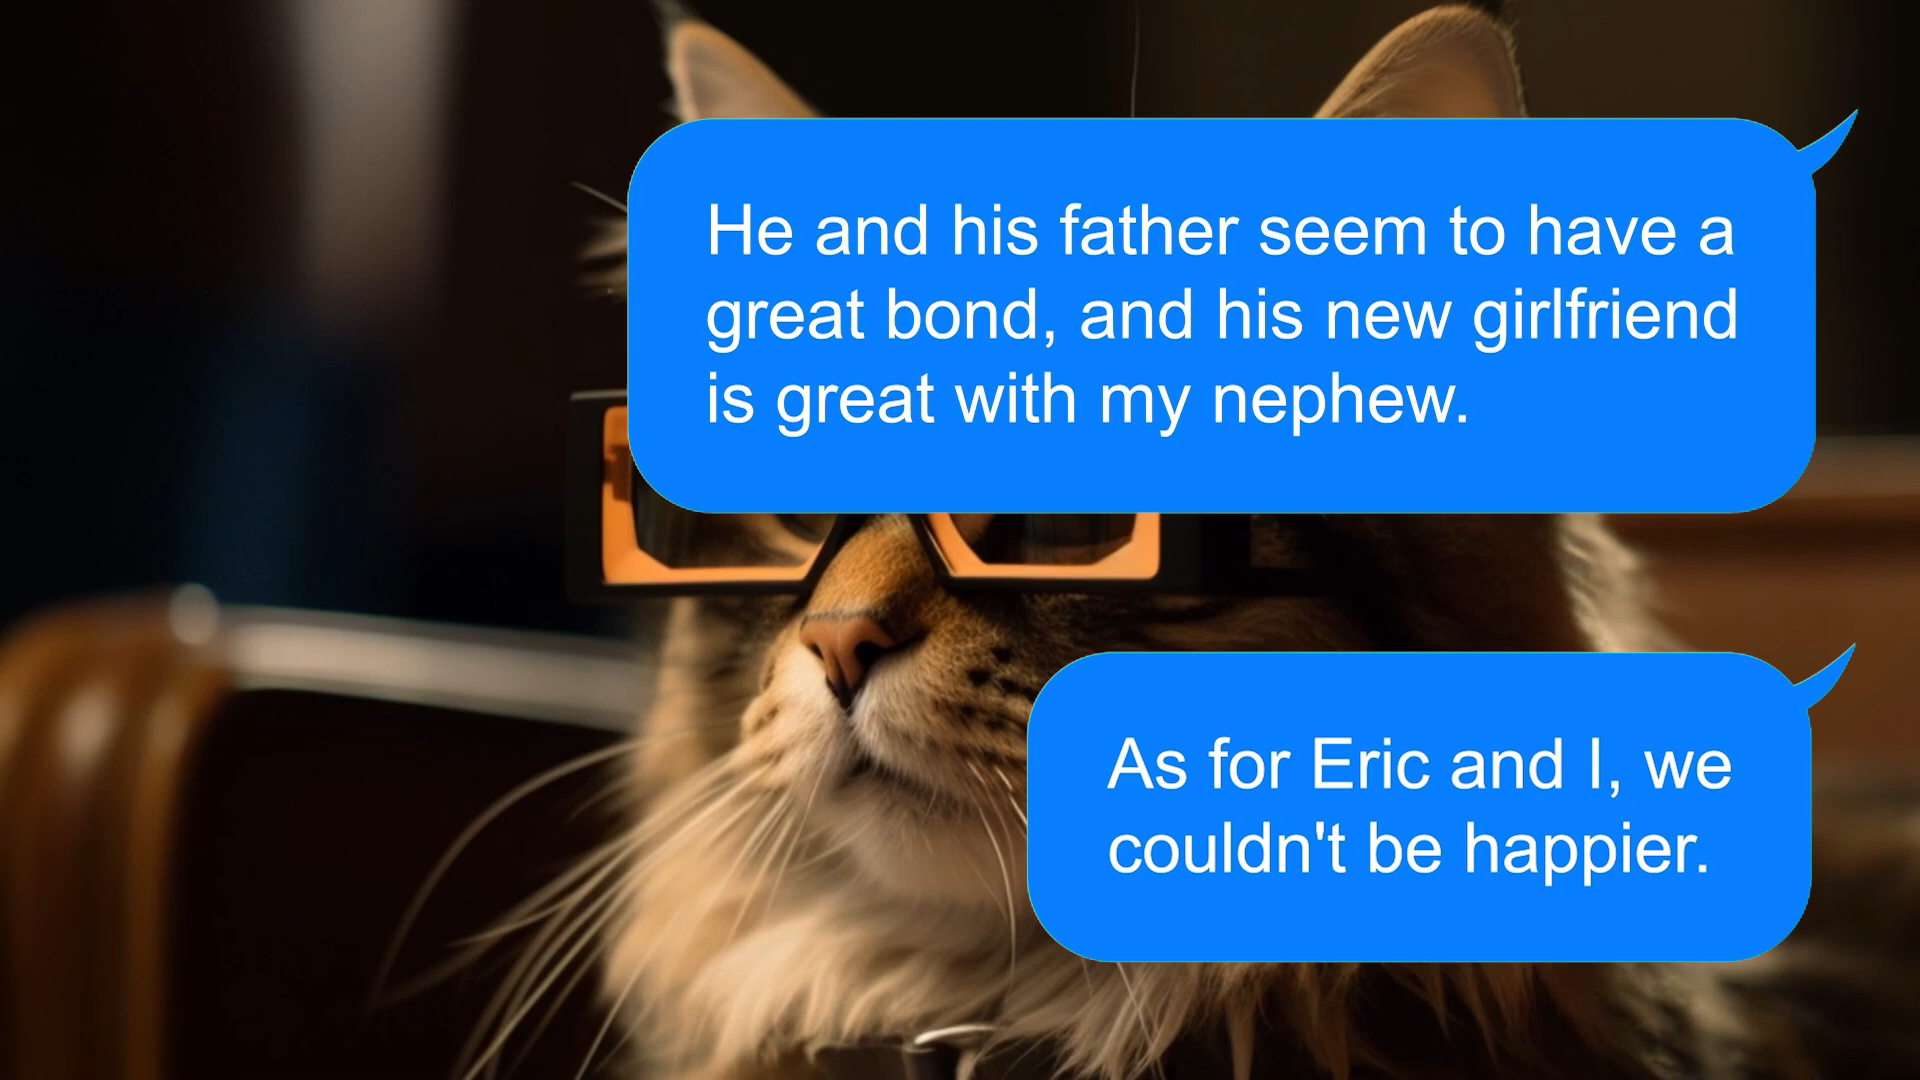 He and his father seem to have a
great bond, and his new girlfriend
is great with my nephew.
As for Eric and I, we
couldn't be happier.